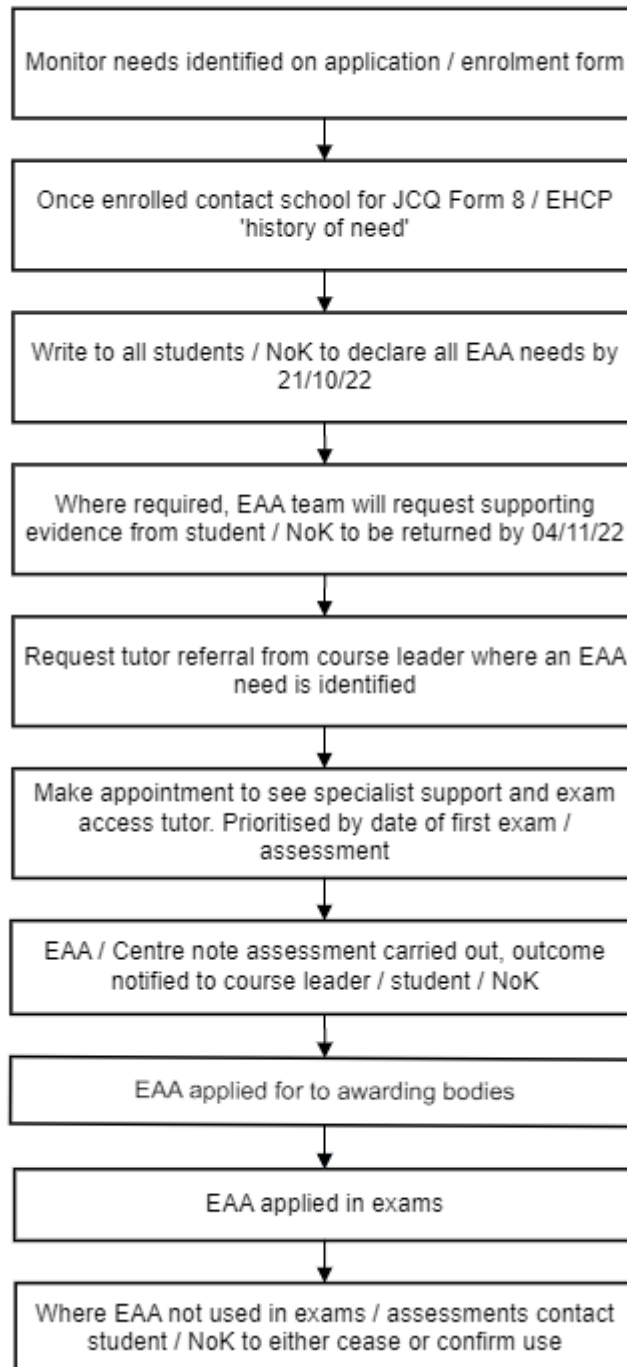 Monitor needs identified on application / enrolment form
Once enrolled contact school for JCQ Form 8 / EHCP
'history of need'
Write to all students / NoK to declare all EAA needs by
21/10/22
Where required, EAA team will request supporting
evidence from student / NoK to be returned by 04/11/22
Request tutor referral from course leader where an EAA
need is identified
Make appointment to see specialist support and exam
access tutor. Prioritised by date of first exam /
assessment
EAA / Centre note assessment carried out, outcome
notified to course leader / student / NoK
EAA applied for to awarding bodies
EAA applied in exams
Where EAA not used in exams / assessments contact
student / NoK to either cease or confirm use